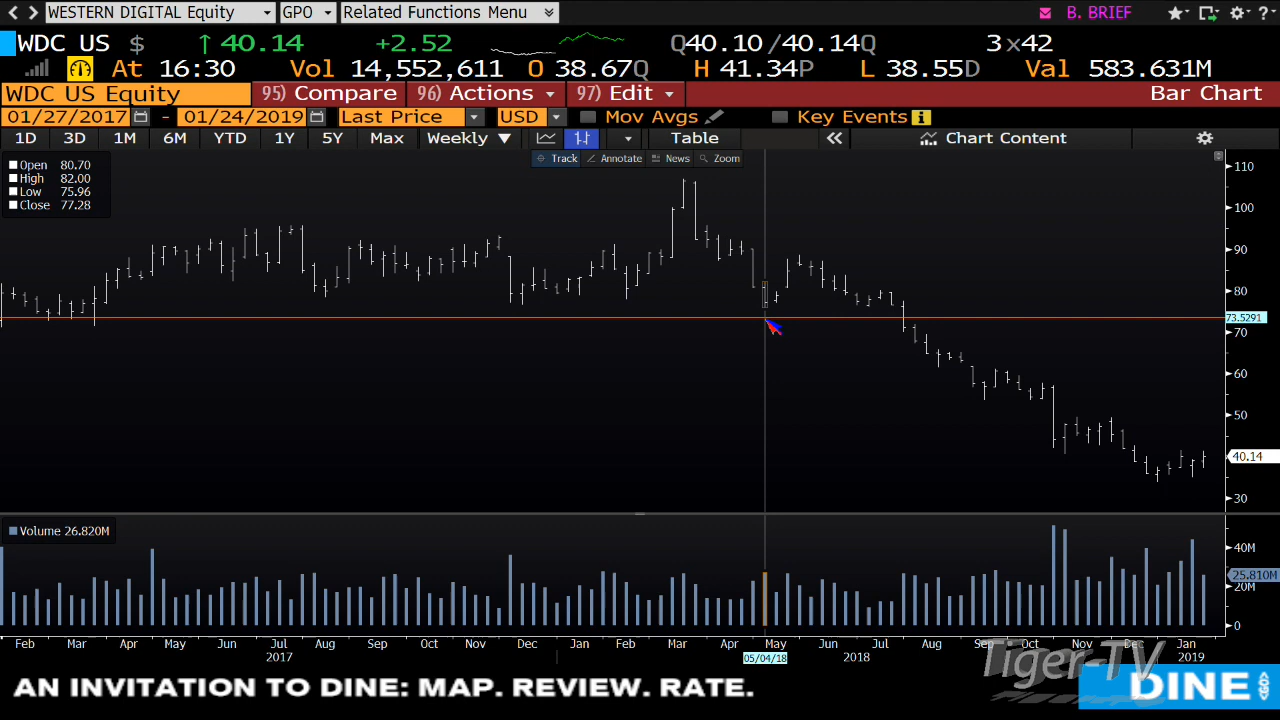 WESTERN DIGITAL Equity GPO Related Functions Menu B. BRIEF ?
WDC US $ ↑ 40.14 +2.52 Q40.10/40.14Q 3x42
At 16:30 Vol 14,552,611 O 38.67Q H 41.34P L 38.55D Val 583.631M
WDC US Equity 95) Compare 96) Actions 97) Edit Bar Chart
01/27/2017 - 01/24/2019 Last Price USD Mov Avgs Key Events i
1D 3D 1M 6M YTD 1Y 5Y Max Weekly ▼ Table « Chart Content
Track Annotate News Zoom
Open 80.70
High 82.00
Low 75.96
Close 77.28
110
100
90
80
73.5291
70
60
50
40.14
30
Volume 26.820M
40M
25.810M
20M
0
Feb Mar Apr May Jun Jul Aug Sep Oct Nov Dec Jan Feb Mar Apr May Jun Jul Aug Sep Oct Nov Dec Jan
2017 05/04/18 2018 2019
Tiger-TV
AN INVITATION TO DINE: MAP. REVIEW. RATE. DINE